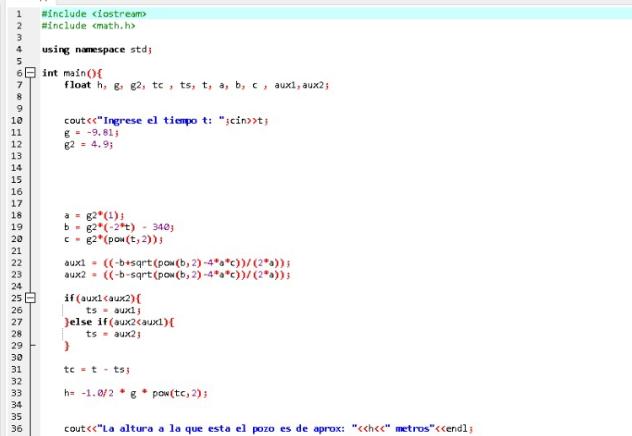 1 #include <iostream>
2 #include <math.h>
3
4 using namespace std;
5
6 int main(){
7 float h, g, g2, tc , ts, t, a, b, c , aux1,aux2;
8
9
10 cout<<"Ingrese el tiempo t: ";cin>>t;
11 g = -9.81;
12 g2 = 4.9;
13
14
15
16
17
18 a = g2*(1);
19 b = g2*(-2*t) - 340;
20 c = g2*(pow(t,2));
21
22 aux1 = ((-b+sqrt(pow(b,2)-4*a*c))/(2*a));
23 aux2 = ((-b-sqrt(pow(b,2)-4*a*c))/(2*a));
24
25 if(aux1<aux2){
26 ts = aux1;
27 }else if(aux2<aux1){
28 ts = aux2;
29 }
30
31 tc = t - ts;
32
33 h= -1.0/2 * g * pow(tc,2);
34
35
36 cout<<"La altura a la que esta el pozo es de aprox: "<<h<<" metros"<<endl;